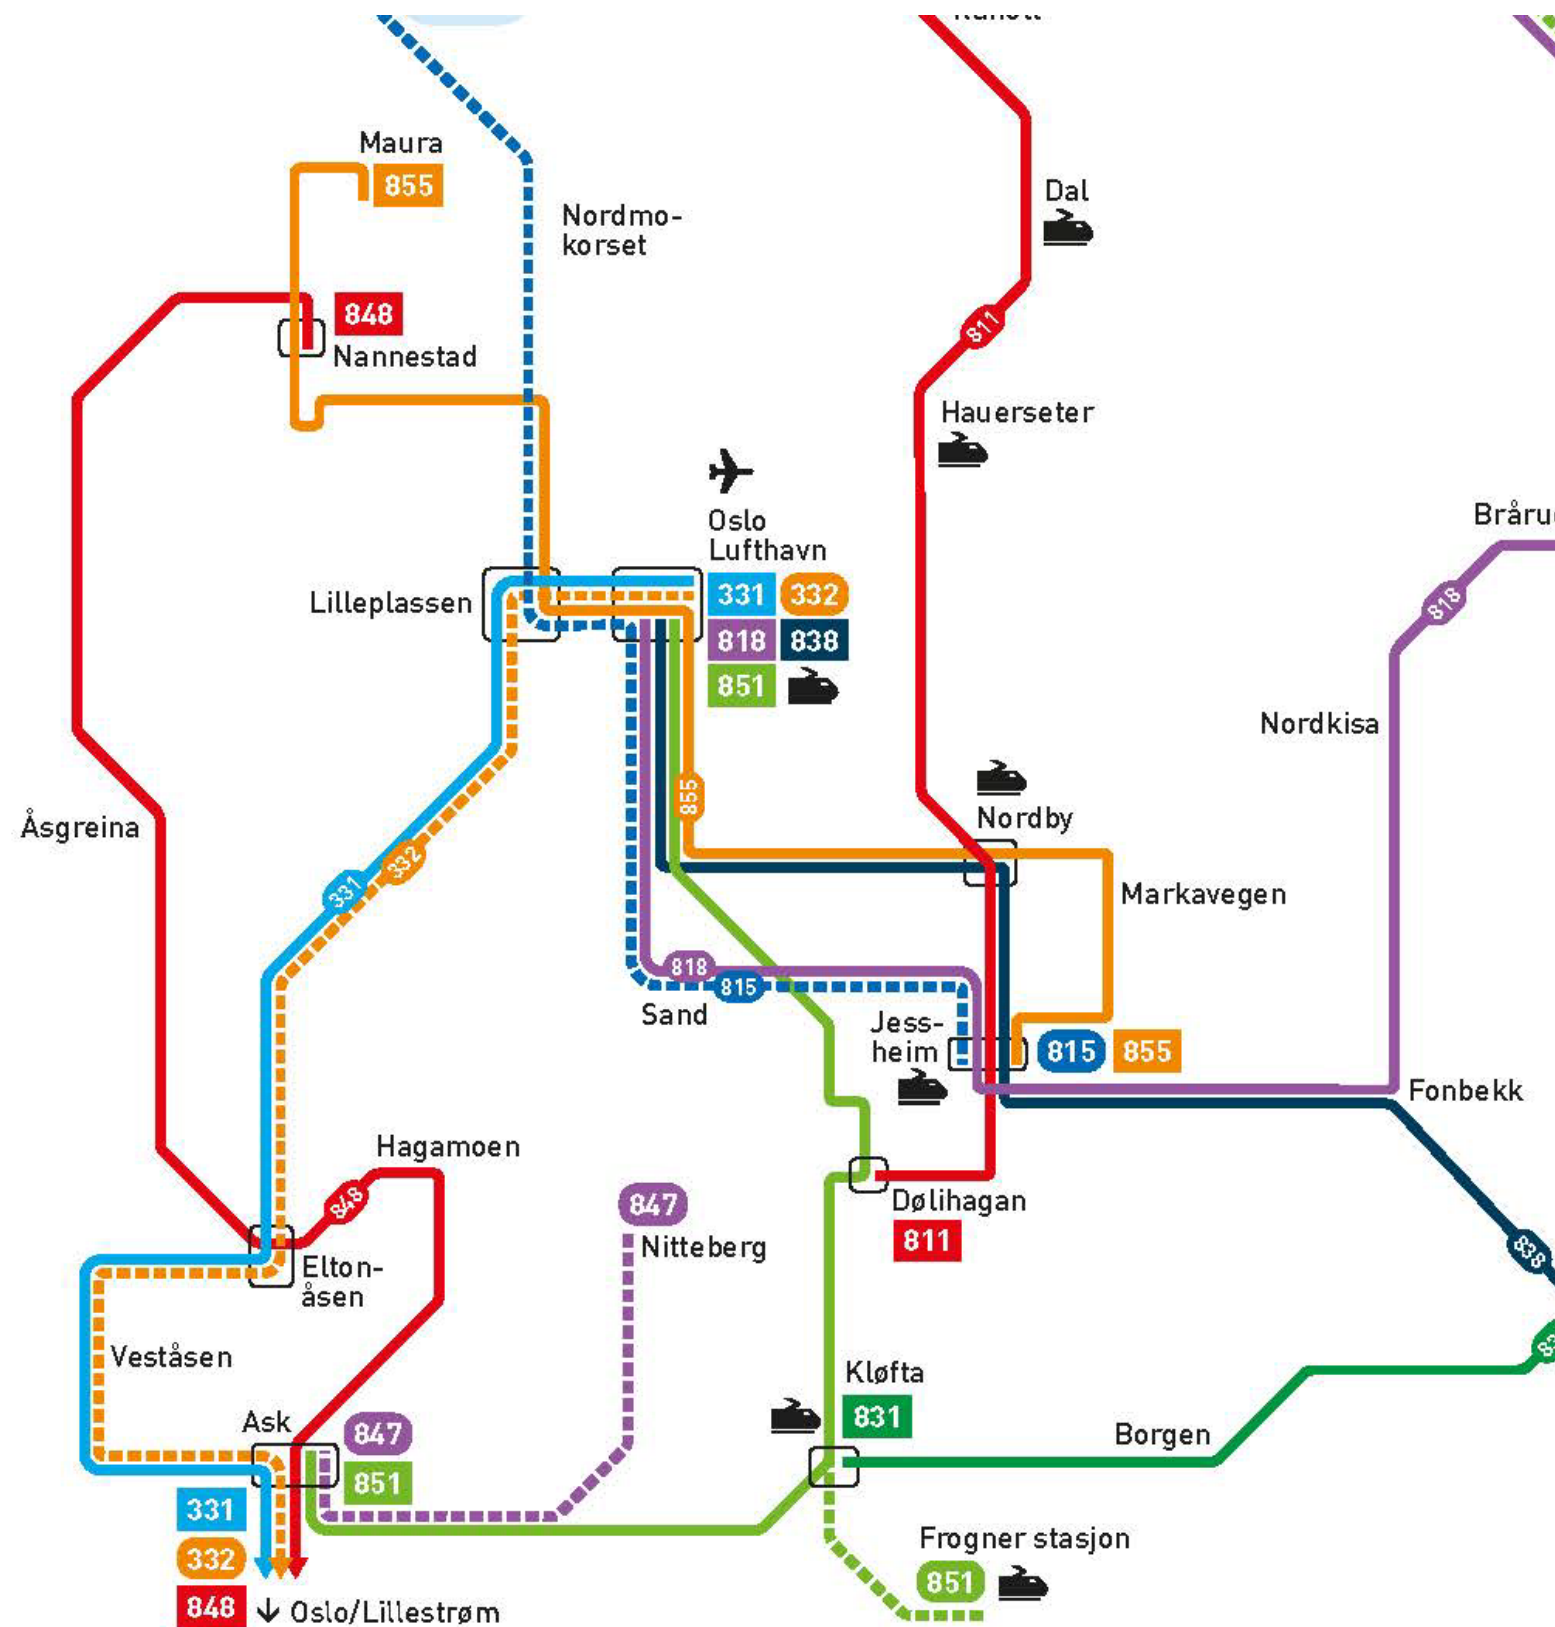 Maura
855
Nordmo-
korset
Dal
848
Nannestad
811
Hauerseter
Oslo
Lufthavn
331 332
818 838
851
Lilleplassen
818
Nordkisa
855
Nordby
Åsgreina
332
331
Markavegen
818
815
Sand
Jess-
heim
815 855
Fonbekk
Hagamoen
848
847
Nitteberg
Dølihagan
811
838
Elton-
åsen
Veståsen
Kløfta
831
Ask
847
851
Borgen
331
332
848
Oslo/Lillestrøm
Frogner stasjon
851